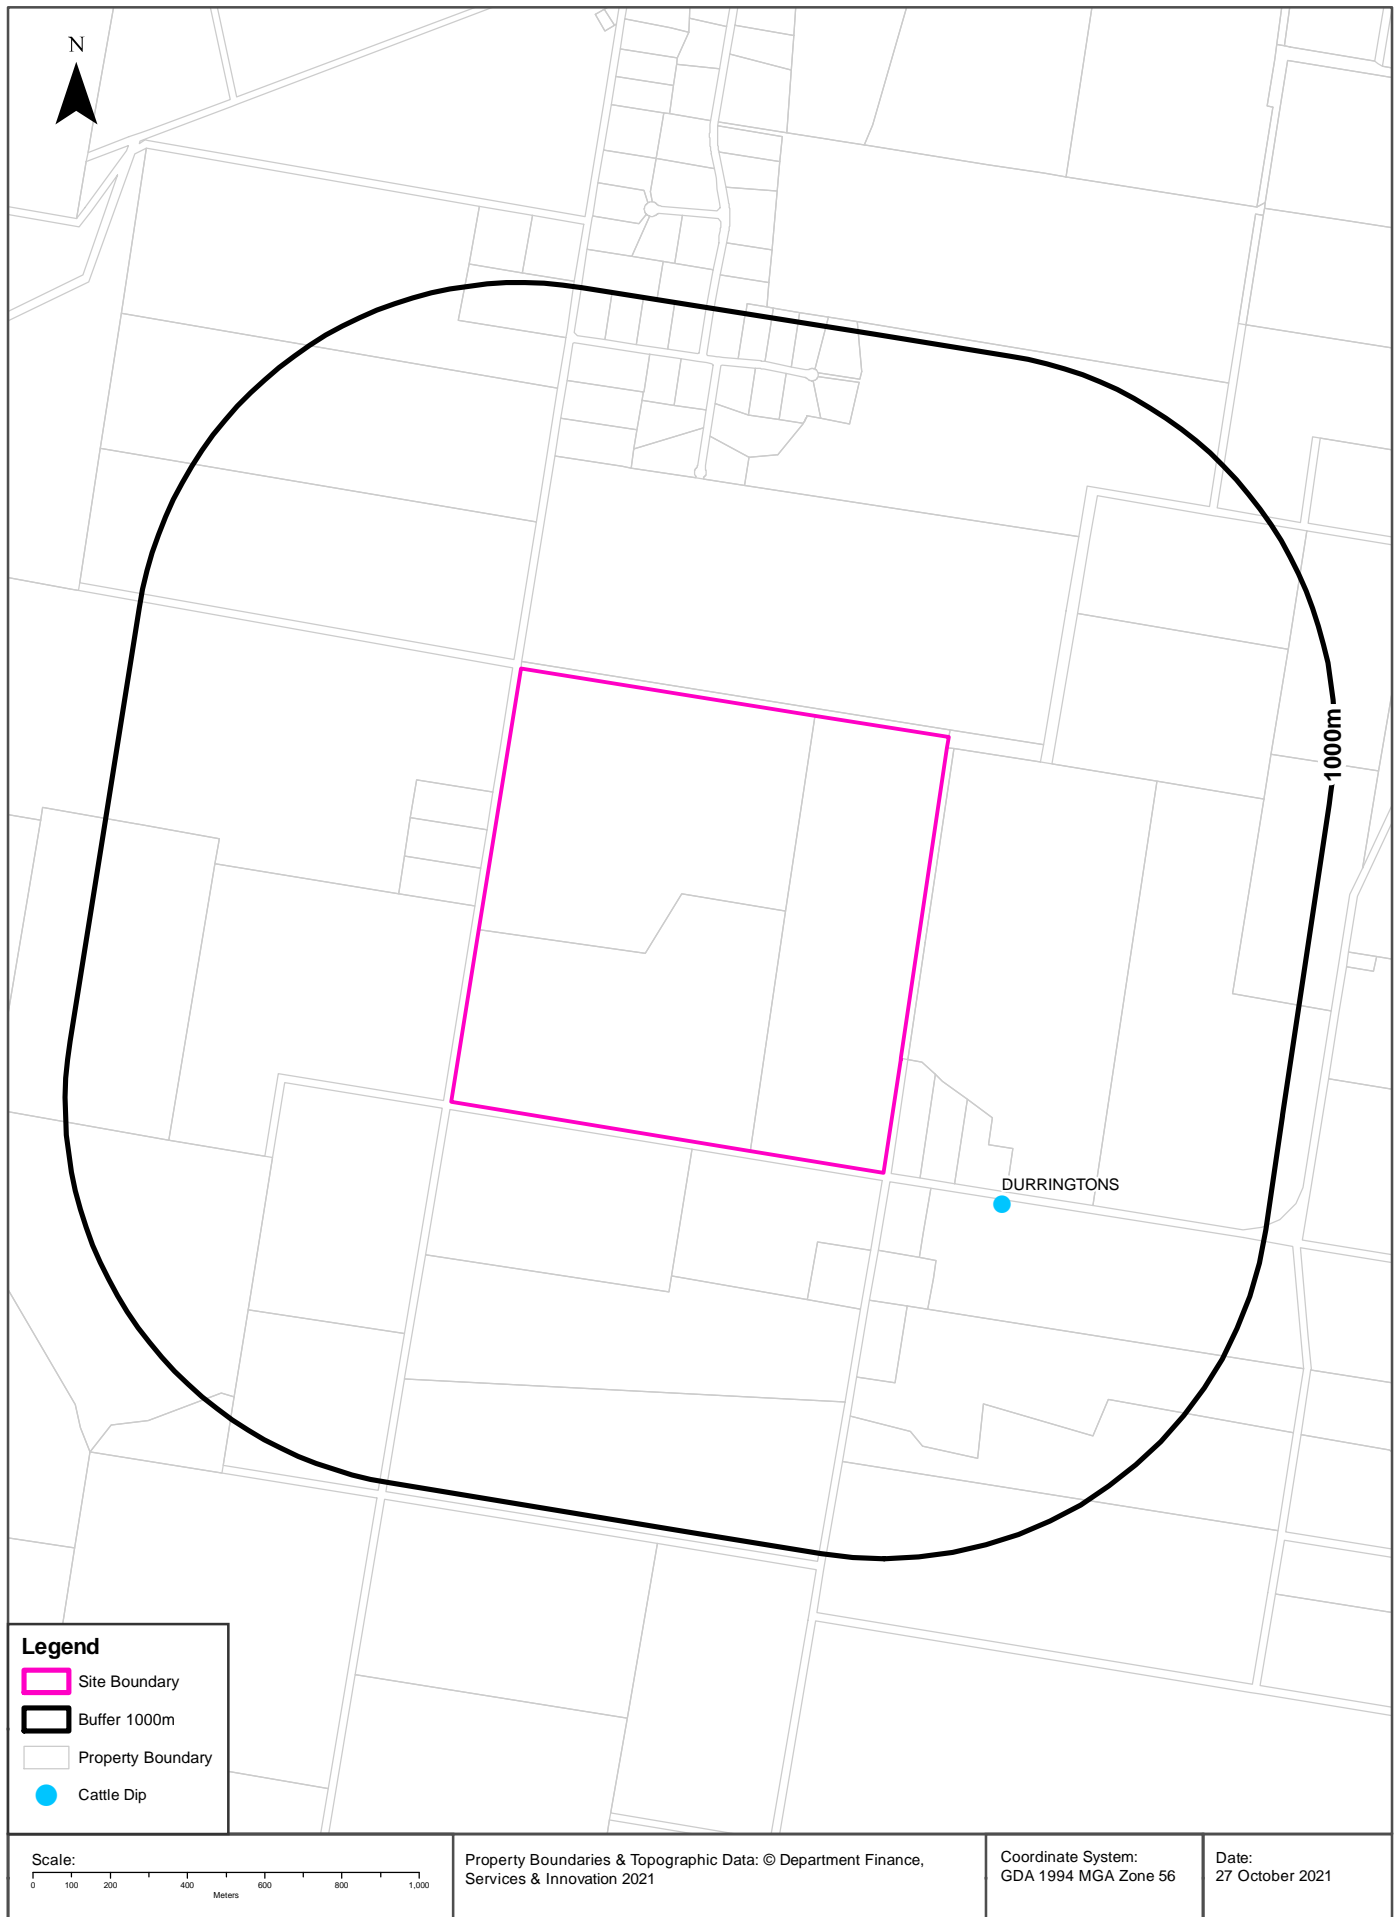 N
1000m
DURRINGTONS
Legend
Site Boundary
Buffer 1000m
Property Boundary
Cattle Dip
Scale:
0 100 200 400 600 800 1,000
Meters
Property Boundaries & Topographic Data: © Department Finance,
Services & Innovation 2021
Coordinate System:
GDA 1994 MGA Zone 56
Date:
27 October 2021